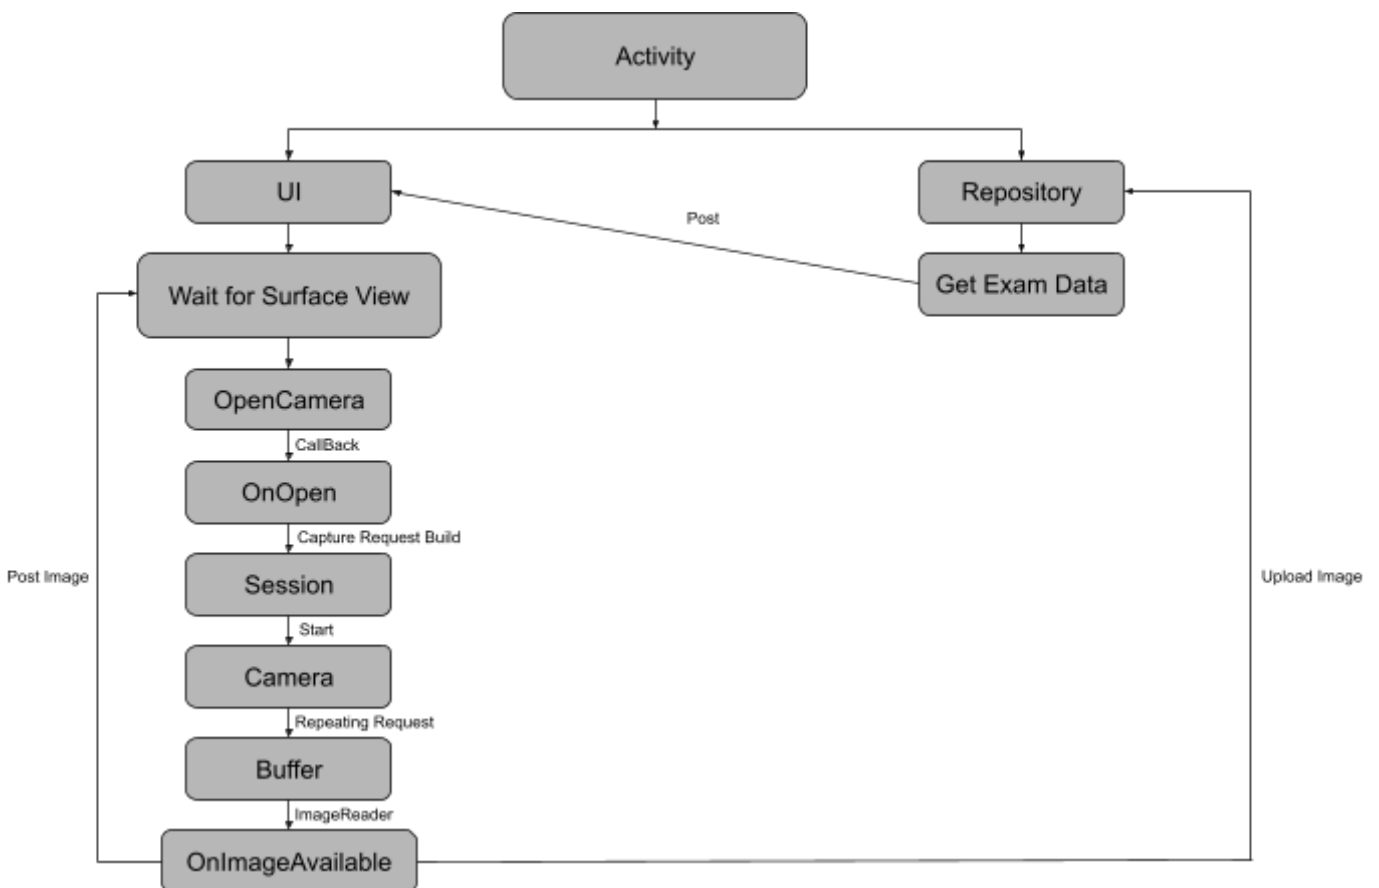 Activity
UI
Repository
Post
Get Exam Data
Wait for Surface View
OpenCamera
CallBack
OnOpen
Capture Request Build
Post Image
Session
Upload Image
Start
Camera
Repeating Request
Buffer
ImageReader
OnImageAvailable